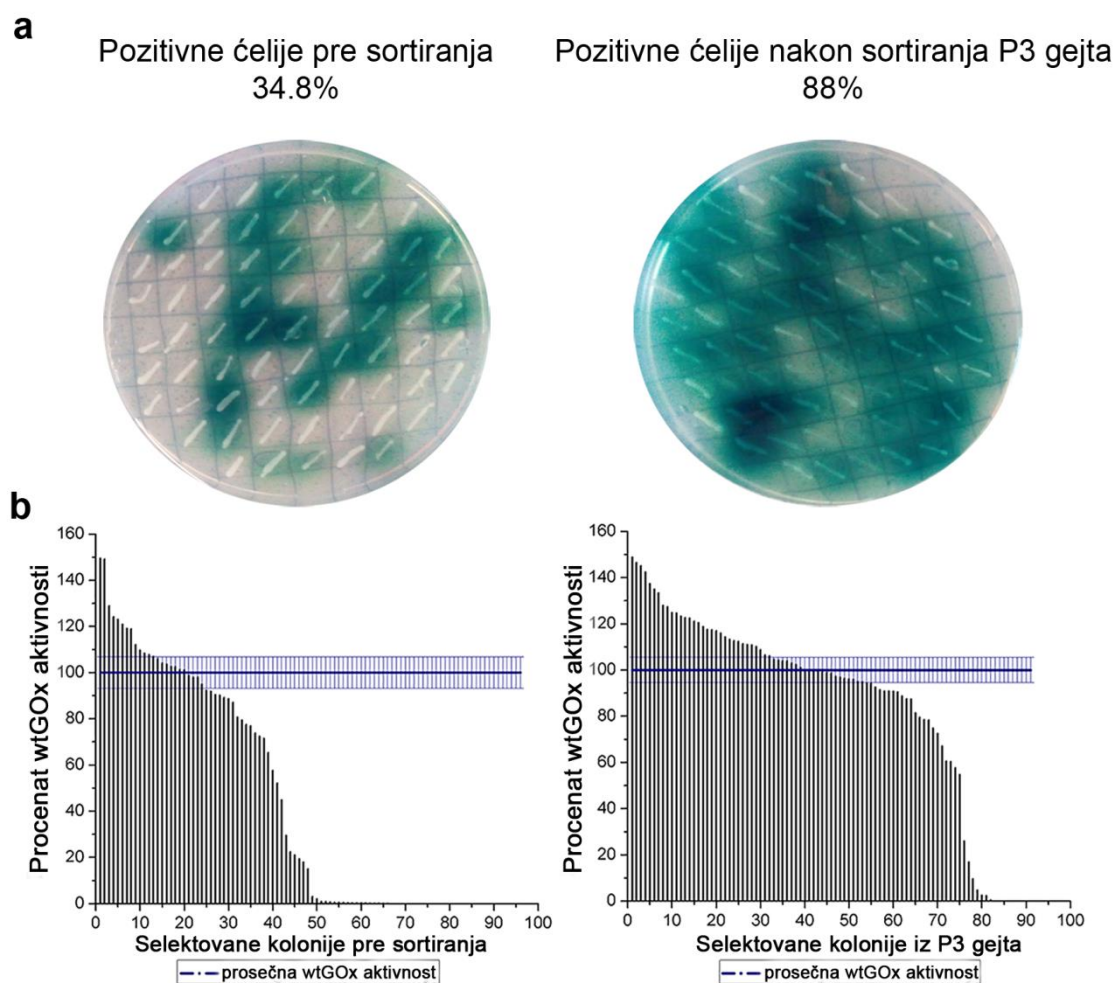 a
Pozitivne ćelije pre sortiranja
34.8%
Pozitivne ćelije nakon sortiranja P3 gejta
88%
b
Procenat wtGOx aktivnosti
160
140
120
100
80
60
40
20
0
0 10 20 30 40 50 60 70 80 90 100
Selektovane kolonije pre sortiranja
prosečna wtGOx aktivnost
Procenat wtGOx aktivnosti
160
140
120
100
80
60
40
20
0
0 10 20 30 40 50 60 70 80 90 100
Selektovane kolonije iz P3 gejta
prosečna wtGOx aktivnost